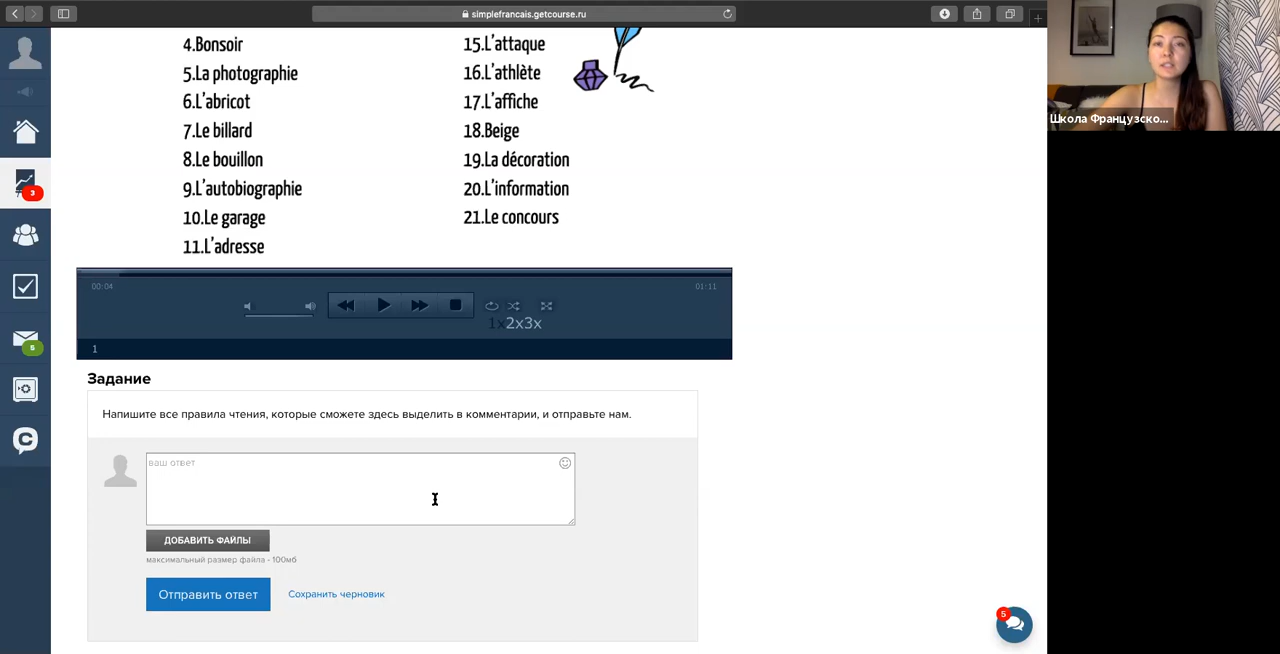 simplefrancais.getcourse.ru
4.Bonsoir
5.La photographie
6.L'abricot
7.Le billard
8.Le bouillon
9.L'autobiographie
10.Le garage
11.L'adresse
15.L'attaque
16.L'athlète
17.L'affiche
18.Beige
19.La décoration
20.L'information
21.Le concours
Школа Французско...
3
5
00:04
01:11
1x2x3x
1
Задание
Напишите все правила чтения, которые сможете здесь выделить в комментарии, и отправьте нам.
ваш ответ
ДОБАВИТЬ ФАЙЛЫ
максимальный размер файла - 100мб
Отправить ответ
Сохранить черновик
5